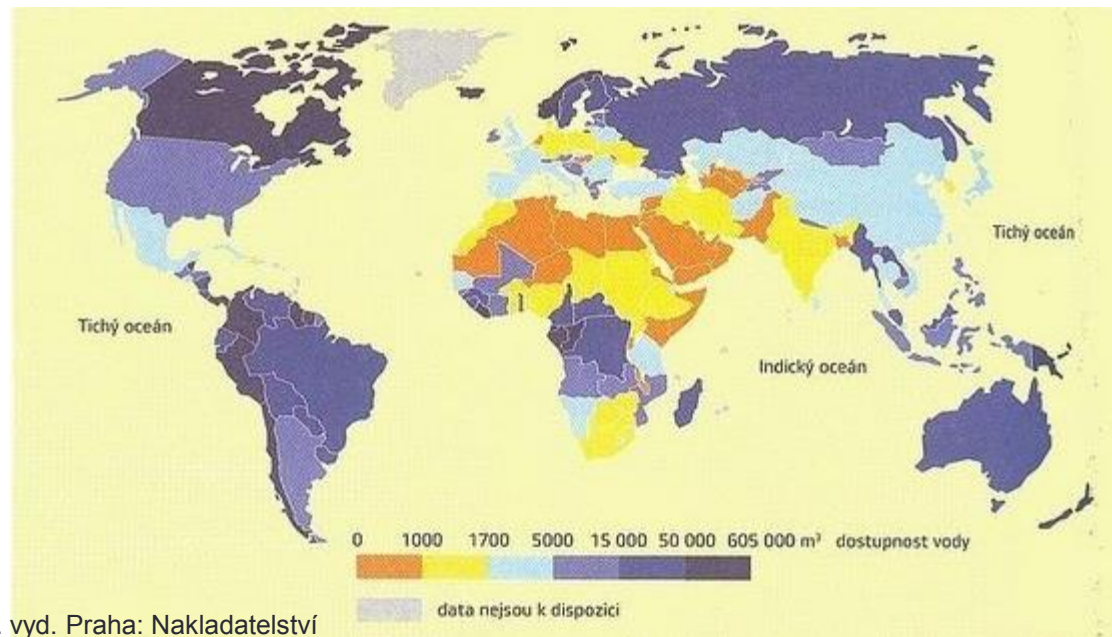 Tichý oceán
Tichý oceán
Indický oceán
0 1000 1700 5000 15 000 50 000 605 000 m³ dostupnost vody
data nejsou k dispozici
vyd. Praha: Nakladatelství